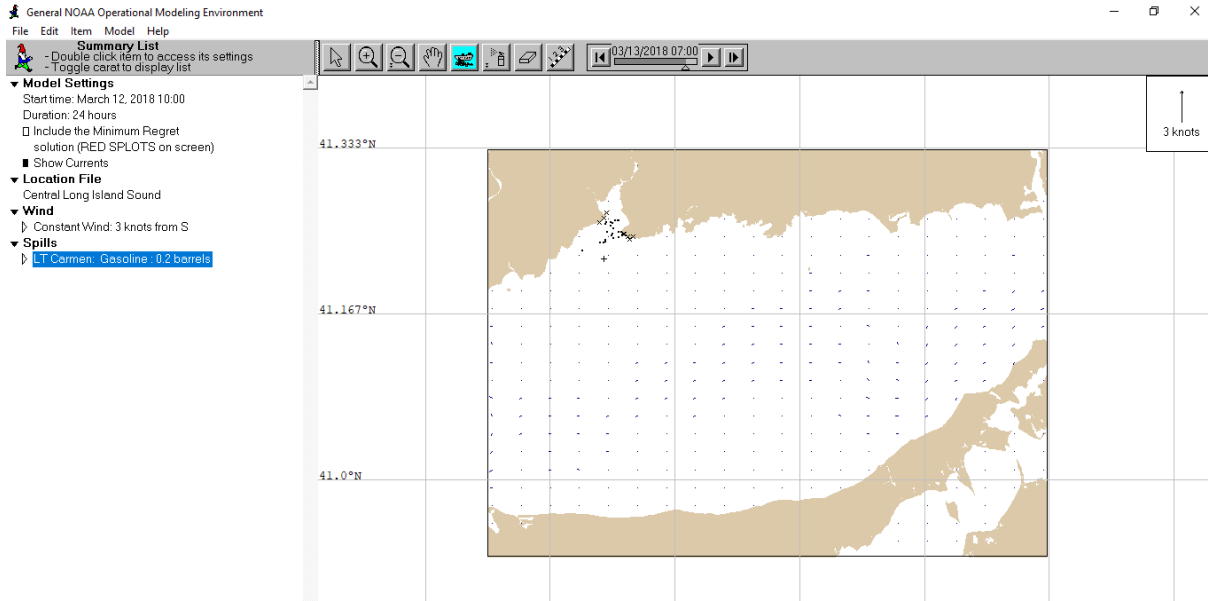 General NOAA Operational Modeling Environment
File Edit Item Model Help
Summary List
- Double click item to access its settings
- Toggle carat to display list
03/13/2018 07:00
Model Settings
Start time: March 12, 2018 10:00
Duration: 24 hours
Include the Minimum Regret
solution (RED SPLOTS on screen)
Show Currents
Location File
Central Long Island Sound
Wind
Constant Wind: 3 knots from S
Spills
LT Carmen: Gasoline : 0.2 barrels
3 knots
41.333°N
41.167°N
41.0°N